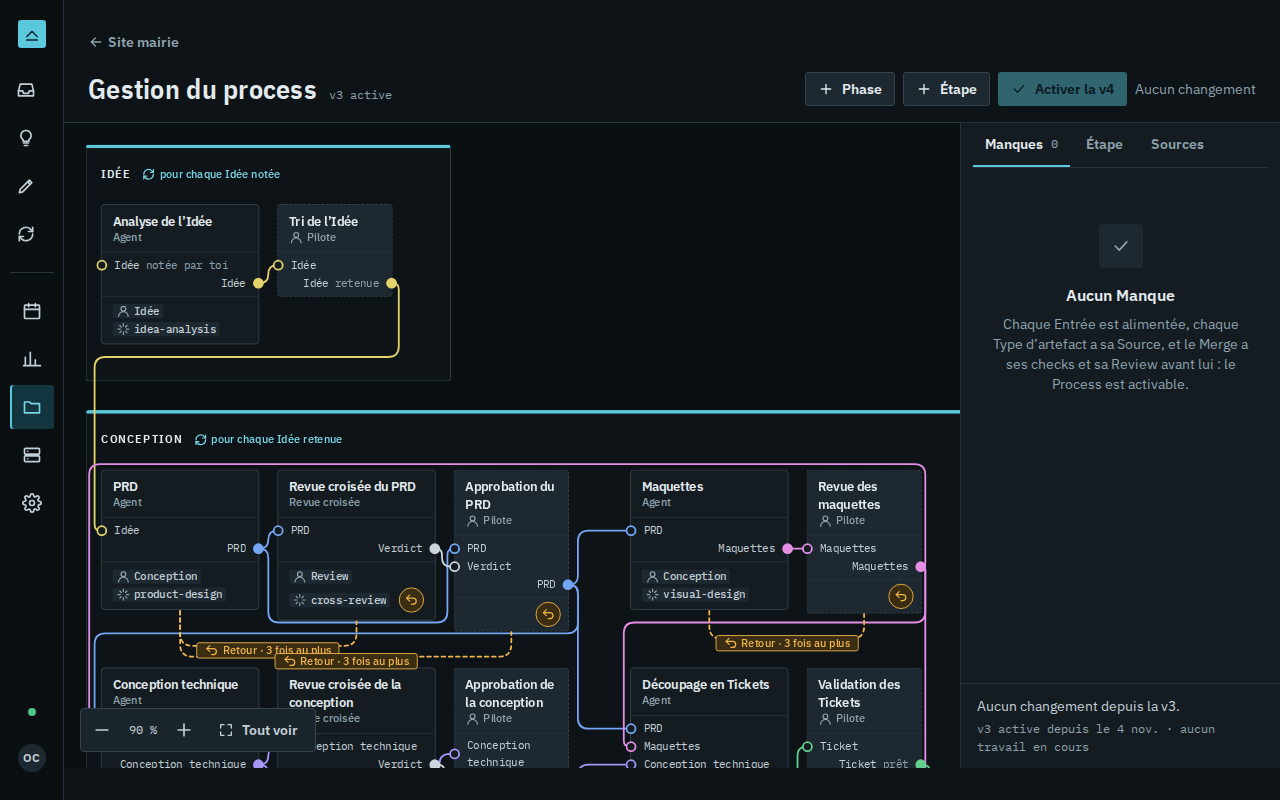 Site mairie
Gestion du process v3 active
Phase
Étape
Activer la v4
Aucun changement
IDÉE pour chaque Idée notée
Analyse de l'Idée
Agent
Idée notée par toi
Idée
Idée
idea-analysis
Tri de l'Idée
Pilote
Idée
Idée retenue
CONCEPTION pour chaque Idée retenue
PRD
Agent
Idée
PRD
Conception
product-design
Revue croisée du PRD
Revue croisée
PRD
Verdict
Review
cross-review
Approbation du
PRD
Pilote
PRD
Verdict
PRD
Maquettes
Agent
PRD
Maquettes
Conception
visual-design
Revue des
maquettes
Pilote
Maquettes
Maquettes
Retour · 3 fois au plus
Retour · 3 fois au plus
Retour · 3 fois au plus
Conception technique
Agent
Conception technique
Revue croisée de la
conception
croisée
technique
Verdict
Approbation de
la conception
Pilote
Conception
technique
Découpage en Tickets
Agent
PRD
Maquettes
Conception technique
Validation des
Tickets
Pilote
Ticket
Ticket prêt
90 %
Tout voir
Manques 0
Étape
Sources
Aucun Manque
Chaque Entrée est alimentée, chaque
Type d'artefact a sa Source, et le Merge a
ses checks et sa Review avant lui : le
Process est activable.
Aucun changement depuis la v3.
v3 active depuis le 4 nov. · aucun
travail en cours
OC